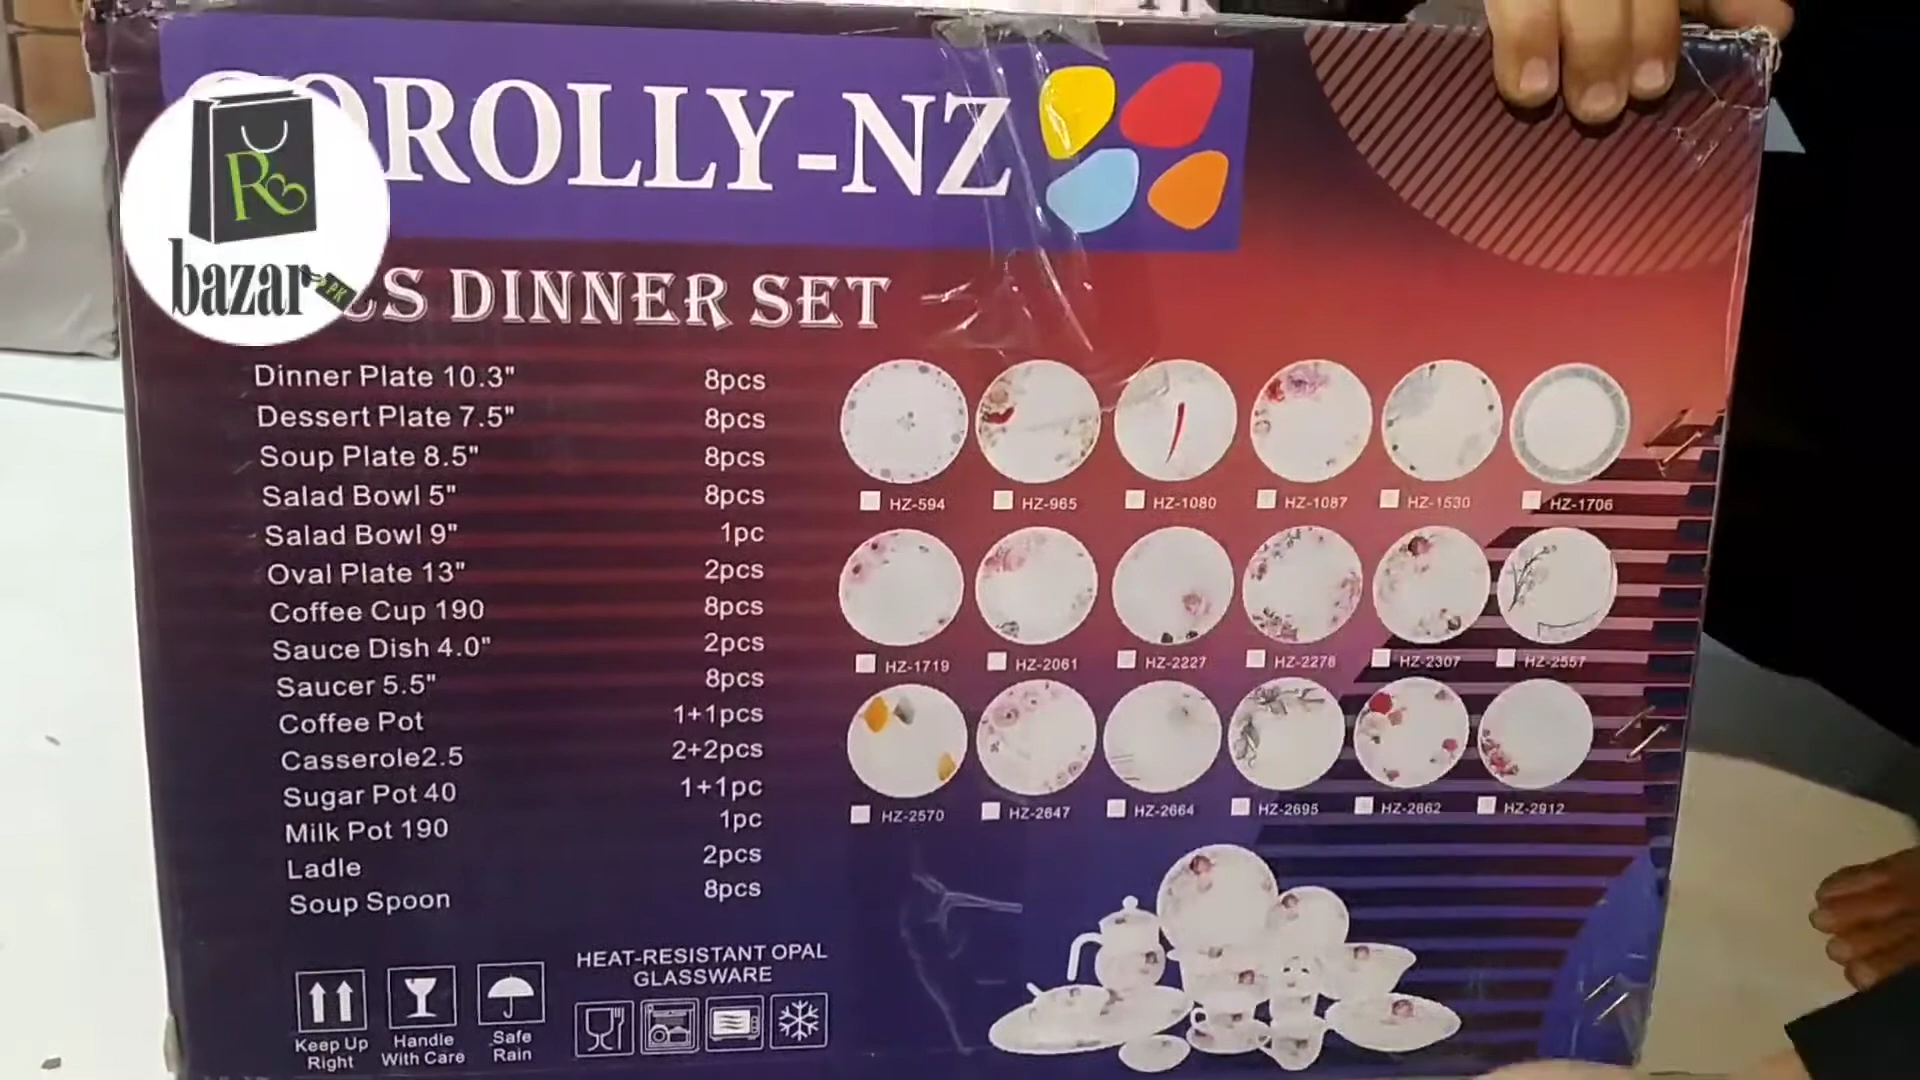 R
bazar
PK
OROLLY-NZ
CS DINNER SET
Dinner Plate 10.3" 8pcs
Dessert Plate 7.5" 8pcs
Soup Plate 8.5" 8pcs
Salad Bowl 5" 8pcs
Salad Bowl 9" 1pc
Oval Plate 13" 2pcs
Coffee Cup 190 8pcs
Sauce Dish 4.0" 2pcs
Saucer 5.5" 8pcs
Coffee Pot 1+1pcs
Casserole2.5 2+2pcs
Sugar Pot 40 1+1pc
Milk Pot 190 1pc
Ladle 2pcs
Soup Spoon 8pcs
HZ-594 HZ-965 HZ-1080 HZ-1087 HZ-1530 HZ-1706
HZ-1719 HZ-2061 HZ-2227 HZ-2276 HZ-2307 HZ-2557
HZ-2570 HZ-2647 HZ-2664 HZ-2695 HZ-2862 HZ-2912
Keep Up
Right
Handle
With Care
Safe
Rain
HEAT-RESISTANT OPAL
GLASSWARE